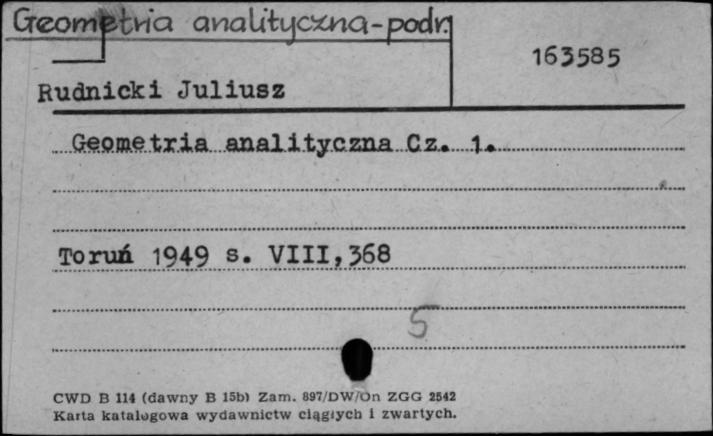 Geometria analityczna-podr.
163585
Rudnicki Juliusz
Geometria analityczna Cz. 1.
Toruń 1949 s. VIII,368
5
CWD B 114 (dawny B 15b) Zam. 897/DW/On ZGG 2542
Karta katalogowa wydawnictw ciągłych i zwartych.